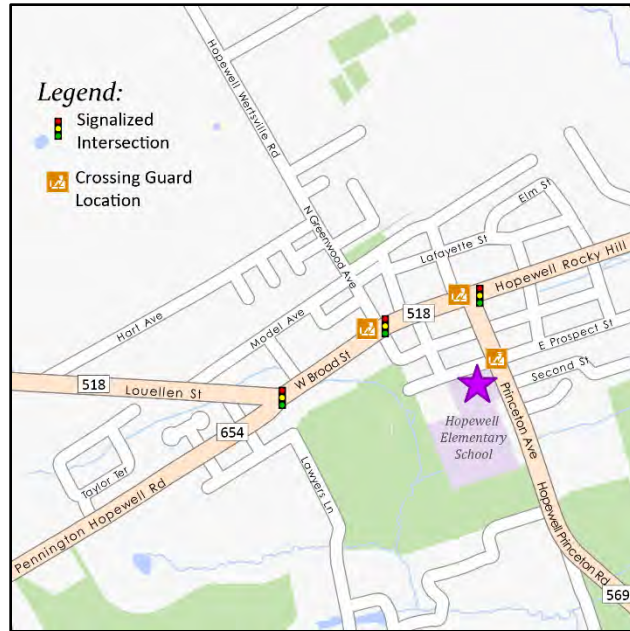 Legend:
Signalized
Intersection
Crossing Guard
Location
Hopewell Wertsville Rd
N Greenwood Ave
Elm St
Lafayette St
Hopewell Rocky Hill
518
Hart Ave
Model Ave
W Broad St
E Prospect St
Second St
518
Louellen St
654
Hopewell
Elementary
School
Princeton Ave
Taylor Ter
Lawyers Ln
Pennington Hopewell Rd
Hopewell Princeton Rd
569